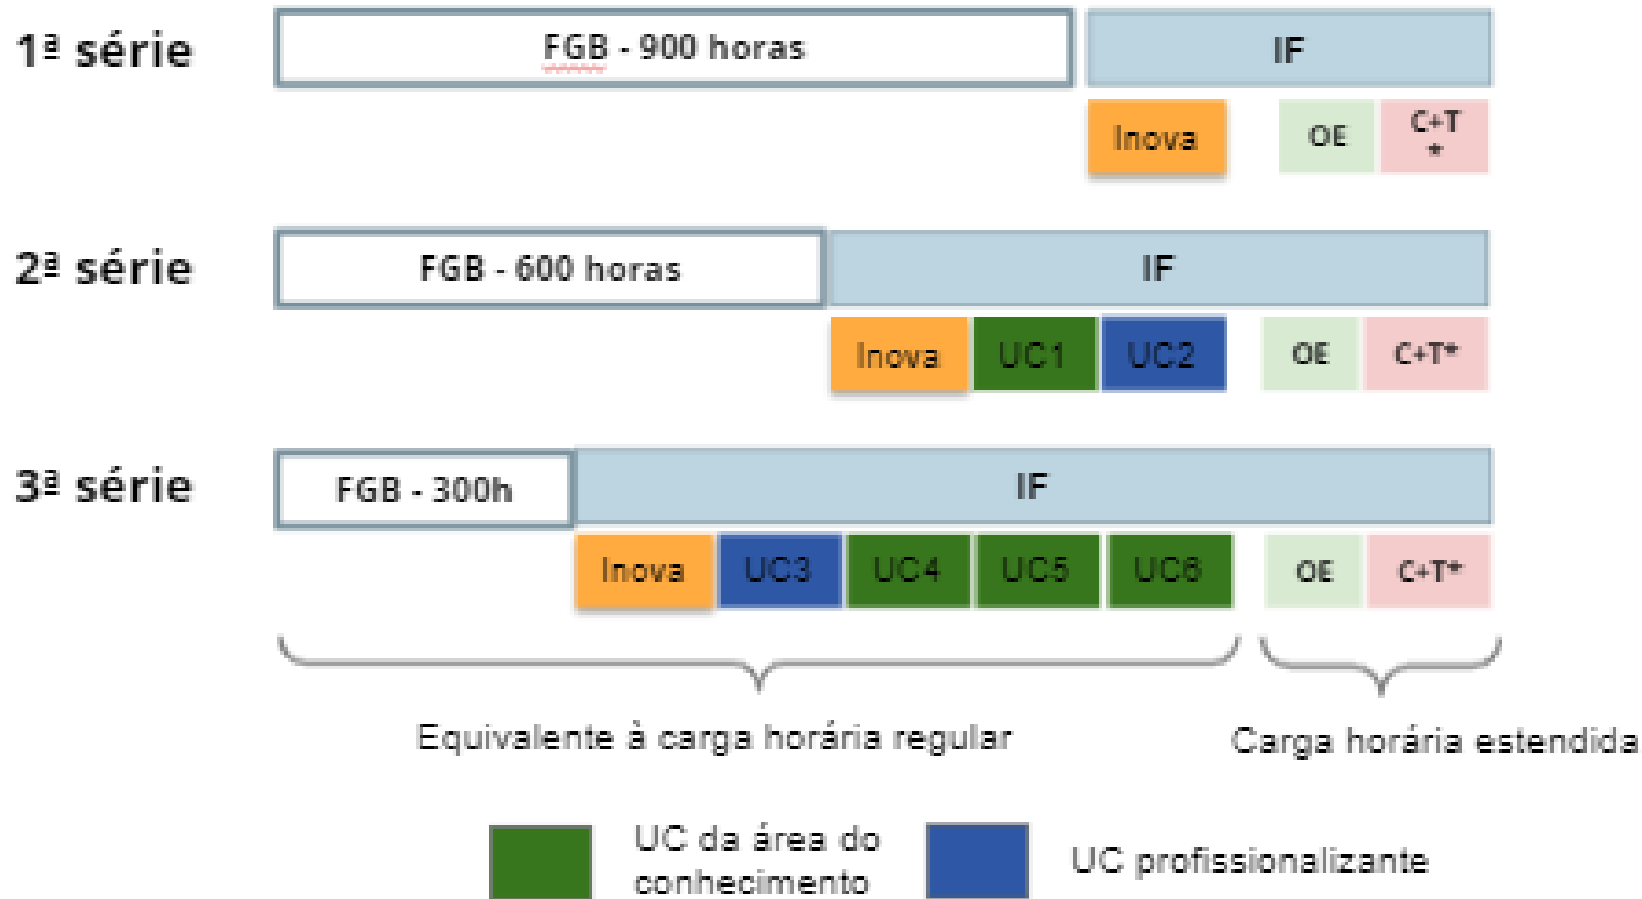 1ª série
FGB - 900 horas
IF
Inova
OE
C+T
*
2ª série
FGB - 600 horas
IF
Inova
UC1
UC2
OE
C+T*
3ª série
FGB - 300h
IF
Inova
UC3
UC4
UC5
UC6
OE
C+T*
Equivalente à carga horária regular
Carga horária estendida
UC da área do
conhecimento
UC profissionalizante